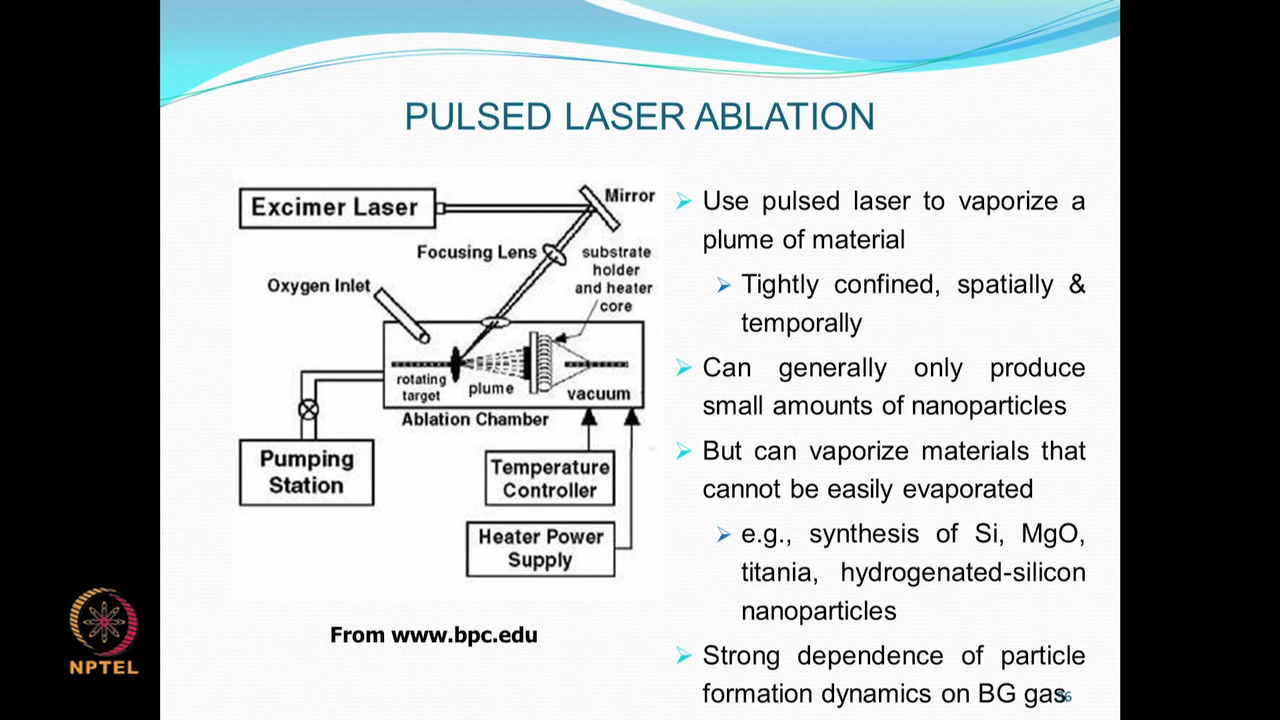 PULSED LASER ABLATION
Excimer Laser
Mirror
Focusing Lens
substrate
holder
and heater
core
Oxygen Inlet
rotating
target
plume
vacuum
Ablation Chamber
Pumping
Station
Temperature
Controller
Heater Power
Supply
From www.bpc.edu
Use pulsed laser to vaporize a
plume of material
Tightly confined, spatially &
temporally
Can generally only produce
small amounts of nanoparticles
But can vaporize materials that
cannot be easily evaporated
e.g., synthesis of Si, MgO,
titania, hydrogenated-silicon
nanoparticles
Strong dependence of particle
formation dynamics on BG gas
NPTEL